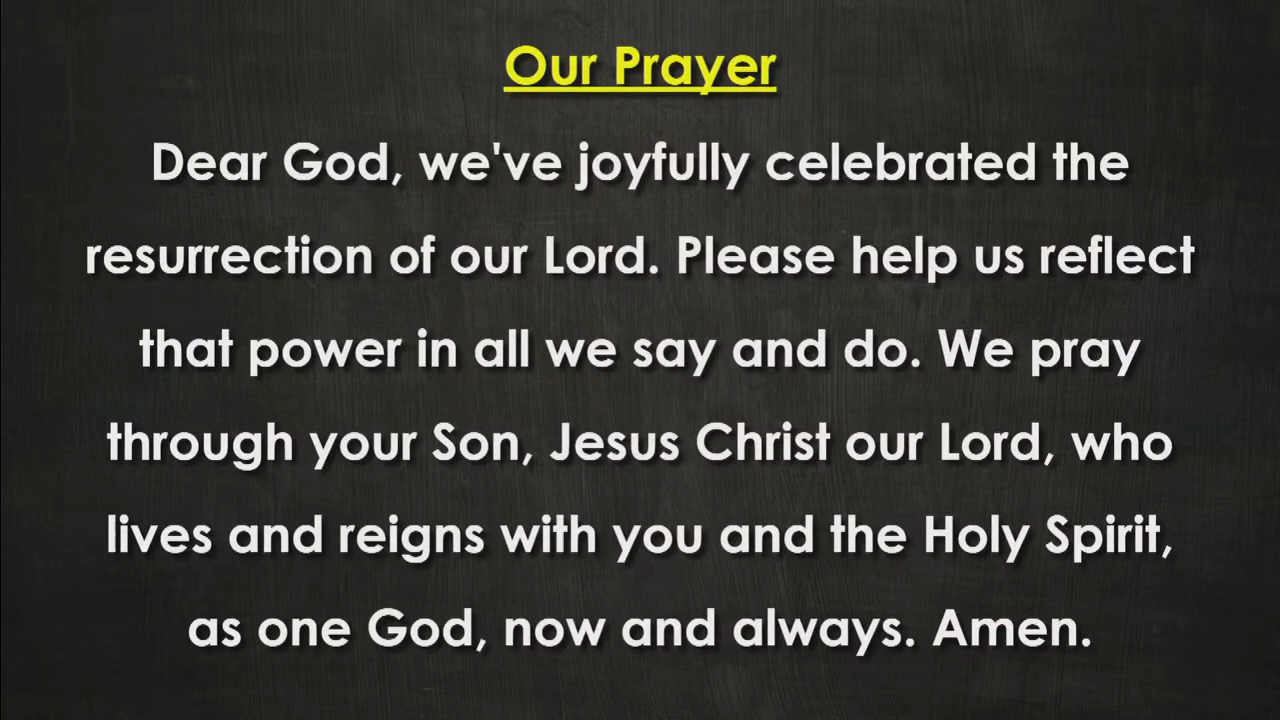 Our Prayer
Dear God, we've joyfully celebrated the
resurrection of our Lord. Please help us reflect
that power in all we say and do. We pray
through your Son, Jesus Christ our Lord, who
lives and reigns with you and the Holy Spirit,
as one God, now and always. Amen.